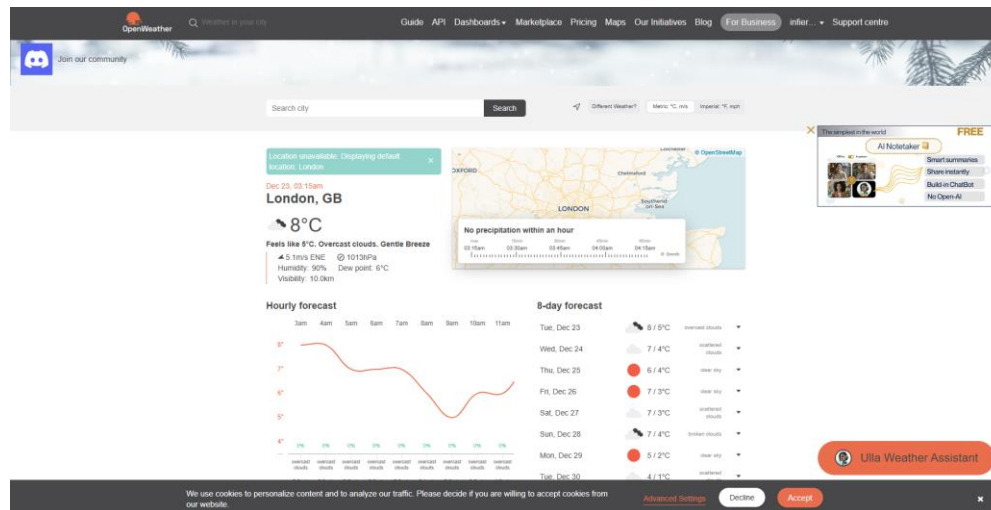 OpenWeather
Weather in your city
Guide API Dashboards Marketplace Pricing Maps Our Initiatives Blog For Business infier... Support centre
Join our community
Search city
Search
Different Weather?
Metric: °C, m/s
Imperial: °F, mph
The simplest in the world
FREE
AI Notetaker
Smart summaries
Share instantly
Build-in ChatBot
No Open-AI
Location unavailable. Displaying default
location: London
Dec 23, 03:15am
London, GB
8°C
Feels like 5°C. Overcast clouds. Gentle Breeze
5.1m/s ENE 1013hPa
Humidity: 90% Dew point: 6°C
Visibility: 10.0km
© OpenStreetMap
OXFORD
Chelmsford
LONDON
Southend-
on-Sea
No precipitation within an hour
03:15am 03:30am 03:45am 04:00am 04:15am
Hourly forecast
3am 4am 5am 6am 7am 8am 9am 10am 11am
8°
7°
6°
5°
4°
0% 0% 0% 0% 0% 0% 0% 0% 0%
overcast overcast overcast overcast overcast overcast overcast overcast overcast
clouds clouds clouds clouds clouds clouds clouds clouds clouds
8-day forecast
Tue, Dec 23 8 / 5°C overcast clouds
Wed, Dec 24 7 / 4°C scattered
clouds
Thu, Dec 25 6 / 4°C clear sky
Fri, Dec 26 7 / 3°C clear sky
Sat, Dec 27 7 / 3°C scattered
clouds
Sun, Dec 28 7 / 4°C broken clouds
Mon, Dec 29 5 / 2°C clear sky
Tue, Dec 30 4 / 1°C scattered
Ulla Weather Assistant
We use cookies to personalize content and to analyze our traffic. Please decide if you are willing to accept cookies from
our website.
Advanced Settings
Decline
Accept